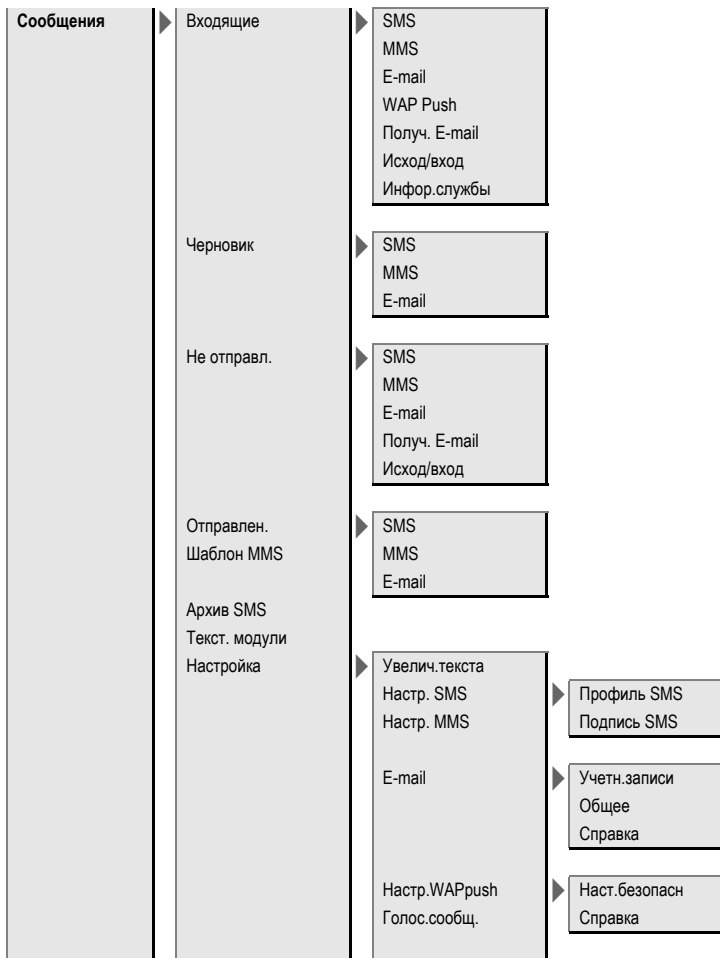 Сообщения
Входящие
SMS
MMS
E-mail
WAP Push
Получ. E-mail
Исход/вход
Инфор.службы
Черновик
SMS
MMS
E-mail
Не отправл.
SMS
MMS
E-mail
Получ. E-mail
Исход/вход
Отправлен.
SMS
Шаблон MMS
MMS
E-mail
Архив SMS
Текст. модули
Настройка
Увелич.текста
Настр. SMS
Профиль SMS
Настр. MMS
Подпись SMS
E-mail
Учетн.записи
Общее
Справка
Настр.WAPpush
Наст.безопасн
Голос.сообщ.
Справка